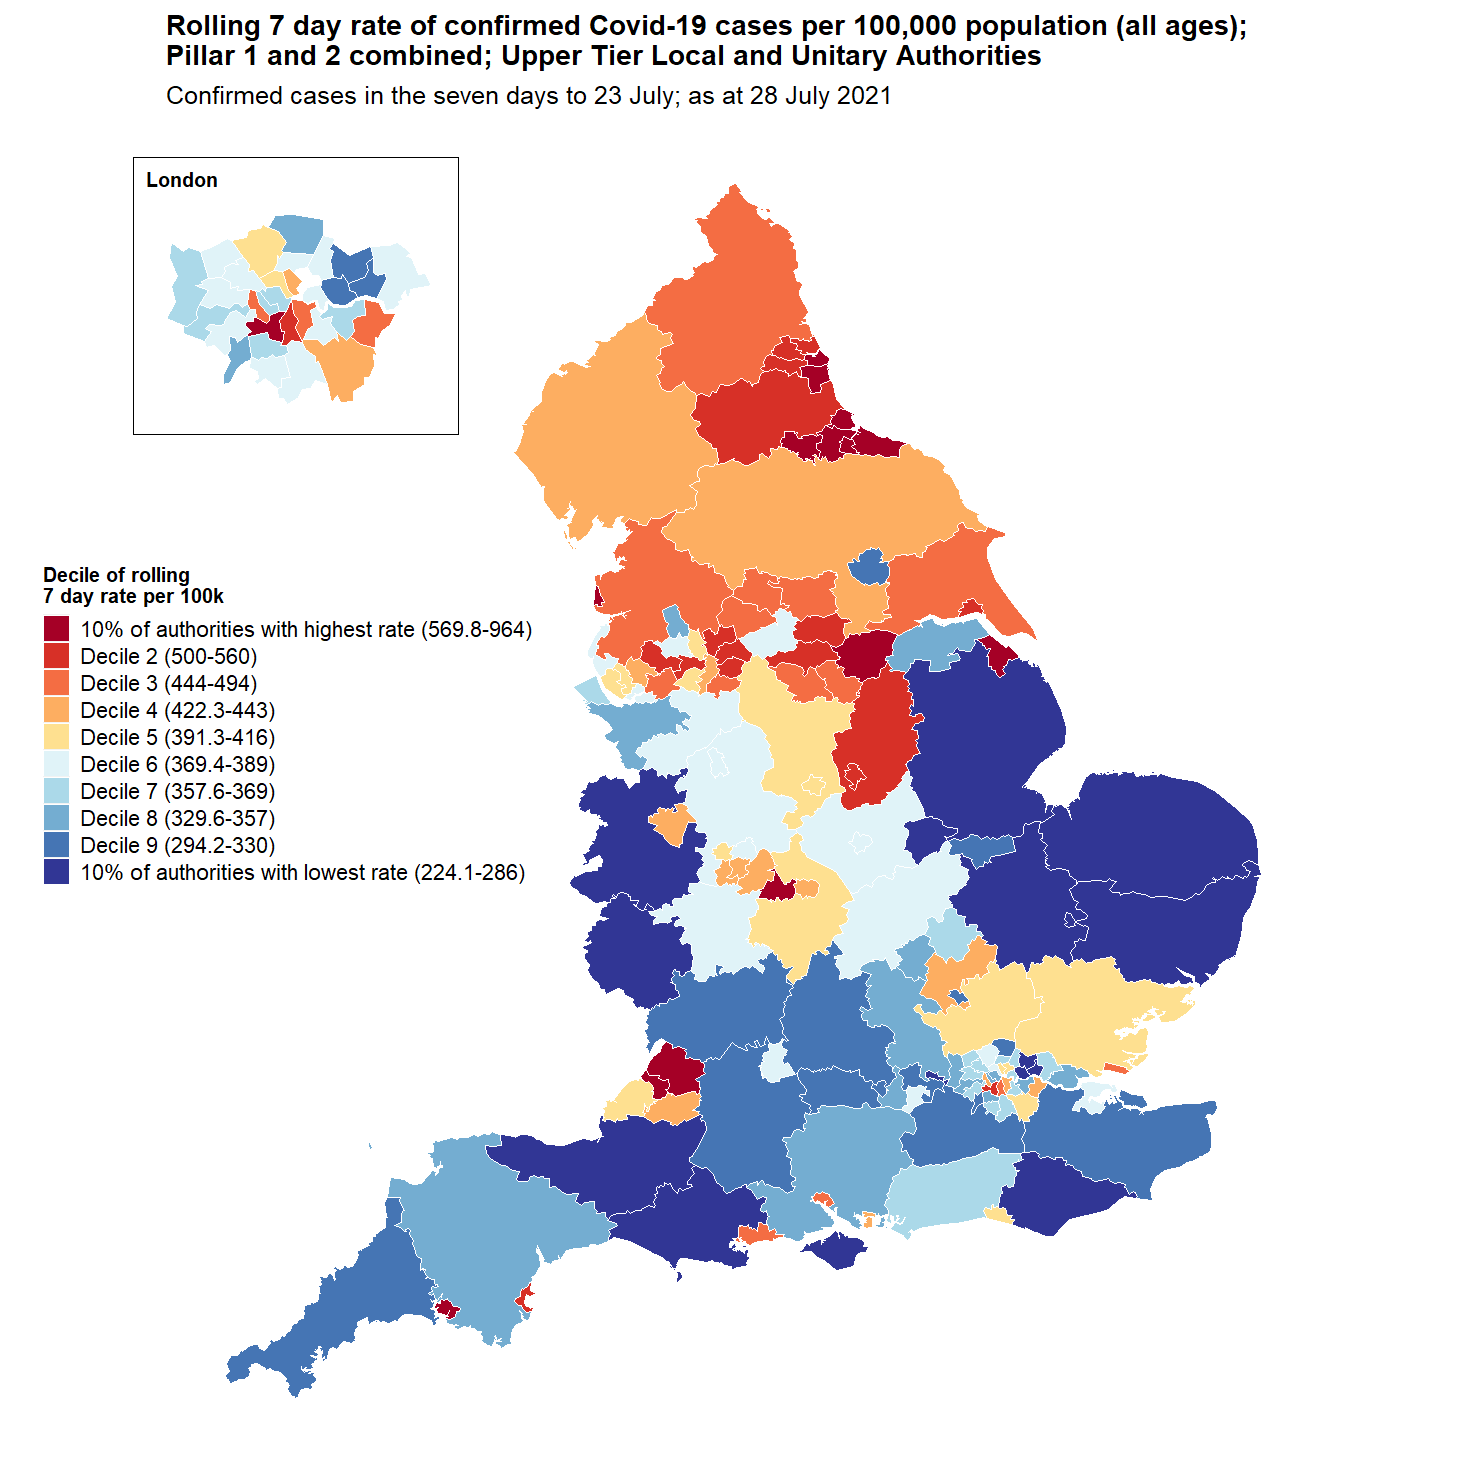 Rolling 7 day rate of confirmed Covid-19 cases per 100,000 population (all ages);
Pillar 1 and 2 combined; Upper Tier Local and Unitary Authorities
Confirmed cases in the seven days to 23 July; as at 28 July 2021
London
Decile of rolling
7 day rate per 100k
10% of authorities with highest rate (569.8-964)
Decile 2 (500-560)
Decile 3 (444-494)
Decile 4 (422.3-443)
Decile 5 (391.3-416)
Decile 6 (369.4-389)
Decile 7 (357.6-369)
Decile 8 (329.6-357)
Decile 9 (294.2-330)
10% of authorities with lowest rate (224.1-286)